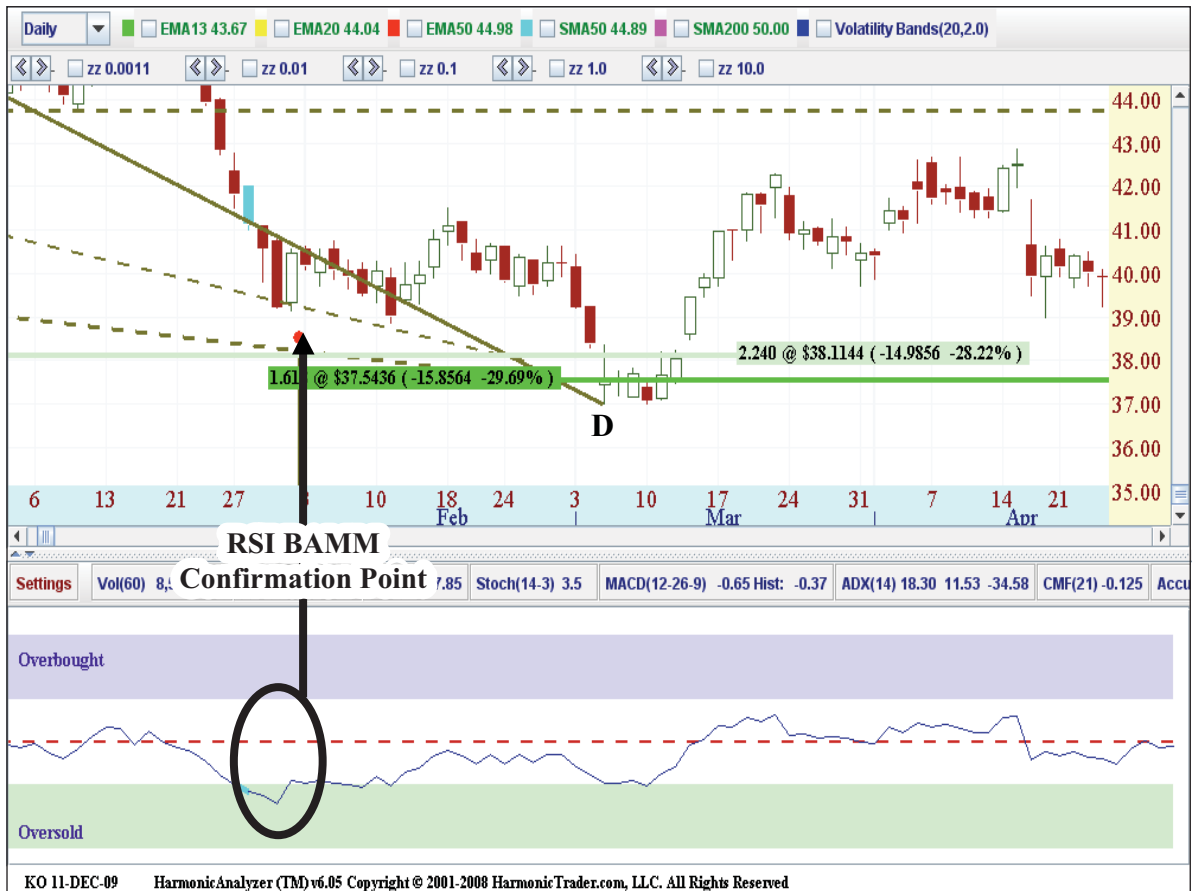 Daily EMA13 43.67 EMA20 44.04 EMA50 44.98 SMA50 44.89 SMA200 50.00 Volatility Bands(20,2.0)
zz 0.0011 zz 0.01 zz 0.1 zz 1.0 zz 10.0
44.00
43.00
42.00
41.00
40.00
39.00
2.240 @ $38.1144 ( -14.9856 -28.22% )
38.00
1.61 @ $37.5436 ( -15.8564 -29.69% )
37.00
D
36.00
35.00
6 13 21 27 3 10 18 24 3 10 17 24 31 7 14 21
Feb Mar Apr
RSI BAMM
Confirmation Point
Settings Vol(60) 8,5 7.85 Stoch(14-3) 3.5 MACD(12-26-9) -0.65 Hist: -0.37 ADX(14) 18.30 11.53 -34.58 CMF(21) -0.125 Accu
Overbought
Oversold
KO 11-DEC-09 HarmonicAnalyzer (TM) v6.05 Copyright © 2001-2008 HarmonicTrader.com, LLC. All Rights Reserved